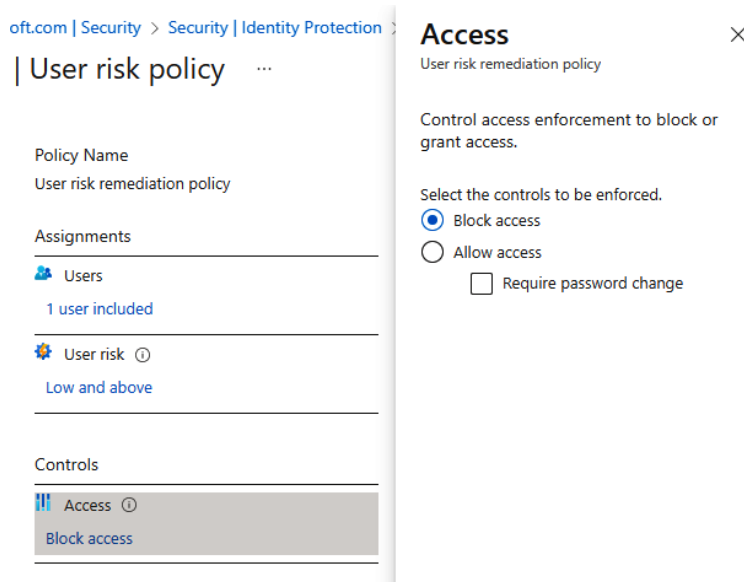 oft.com | Security > Security | Identity Protection >
| User risk policy ...
Policy Name
User risk remediation policy
Assignments
Users
1 user included
User risk
Low and above
Controls
Access
Block access
Access
User risk remediation policy
Control access enforcement to block or
grant access.
Select the controls to be enforced.
Block access
Allow access
Require password change